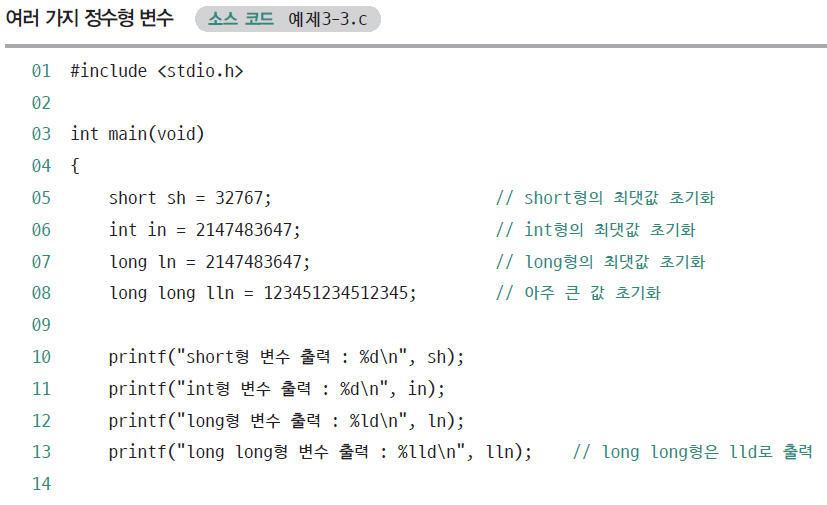 여러 가지 정수형 변수 소스 코드 예제3-3.c
01 #include <stdio.h>
02
03 int main(void)
04 {
05 short sh = 32767; // short형의 최댓값 초기화
06 int in = 2147483647; // int형의 최댓값 초기화
07 long ln = 2147483647; // long형의 최댓값 초기화
08 long long lln = 123451234512345; // 아주 큰 값 초기화
09
10 printf("short형 변수 출력 : %d\n", sh);
11 printf("int형 변수 출력 : %d\n", in);
12 printf("long형 변수 출력 : %ld\n", ln);
13 printf("long long형 변수 출력 : %lld\n", lln); // long long형은 lld로 출력
14